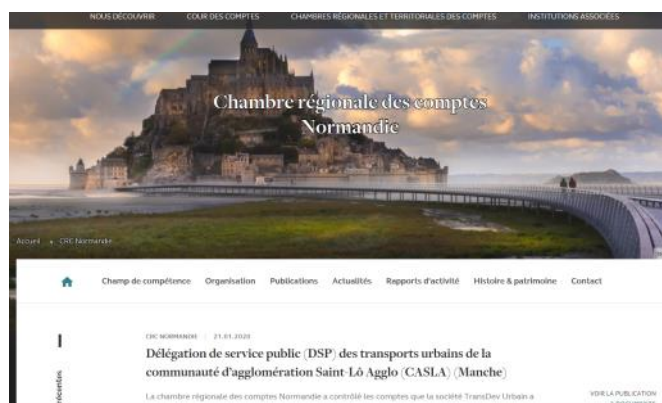 NOUS DÉCOUVRIR COUR DES COMPTES CHAMBRES RÉGIONALES ET TERRITORIALES DES COMPTES INSTITUTIONS ASSOCIÉES
Chambre régionale des comptes
Normandie
Accueil CRC Normandie
Champ de compétence Organisation Publications Actualités Rapports d'activité Histoire & patrimoine Contact
CRC NORMANDIE | 21.01.2020
Délégation de service public (DSP) des transports urbains de la
communauté d'agglomération Saint-Lô Agglo (CASLA) (Manche)
récentes
La chambre régionale des comptes Normandie a contrôlé les comptes que la société TransDev Urbain a
VOIR LA PUBLICATION